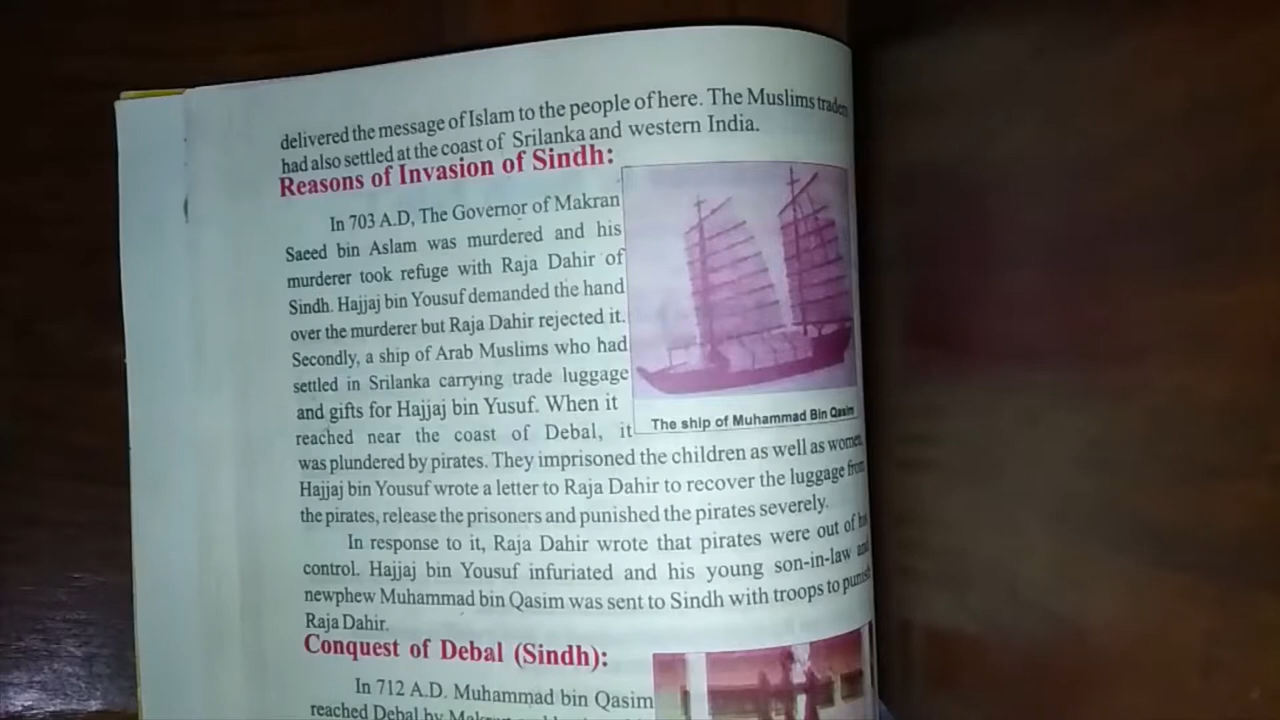 delivered the message of Islam to the people of here. The Muslims traders
had also settled at the coast of Srilanka and western India.
Reasons of Invasion of Sindh:
In 703 A.D, The Governor of Makran
Saeed bin Aslam was murdered and his
murderer took refuge with Raja Dahir of
Sindh. Hajjaj bin Yousuf demanded the hand
over the murderer but Raja Dahir rejected it.
Secondly, a ship of Arab Muslims who had
settled in Srilanka carrying trade luggage
and gifts for Hajjaj bin Yusuf. When it
reached near the coast of Debal, it
The ship of Muhammad Bin Qasim
was plundered by pirates. They imprisoned the children as well as women.
Hajjaj bin Yousuf wrote a letter to Raja Dahir to recover the luggage from
the pirates, release the prisoners and punished the pirates severely.
In response to it, Raja Dahir wrote that pirates were out of his
control. Hajjaj bin Yousuf infuriated and his young son-in-law and
newphew Muhammad bin Qasim was sent to Sindh with troops to punish
Raja Dahir.
Conquest of Debal (Sindh):
In 712 A.D. Muhammad bin Qasim
reached Debal by